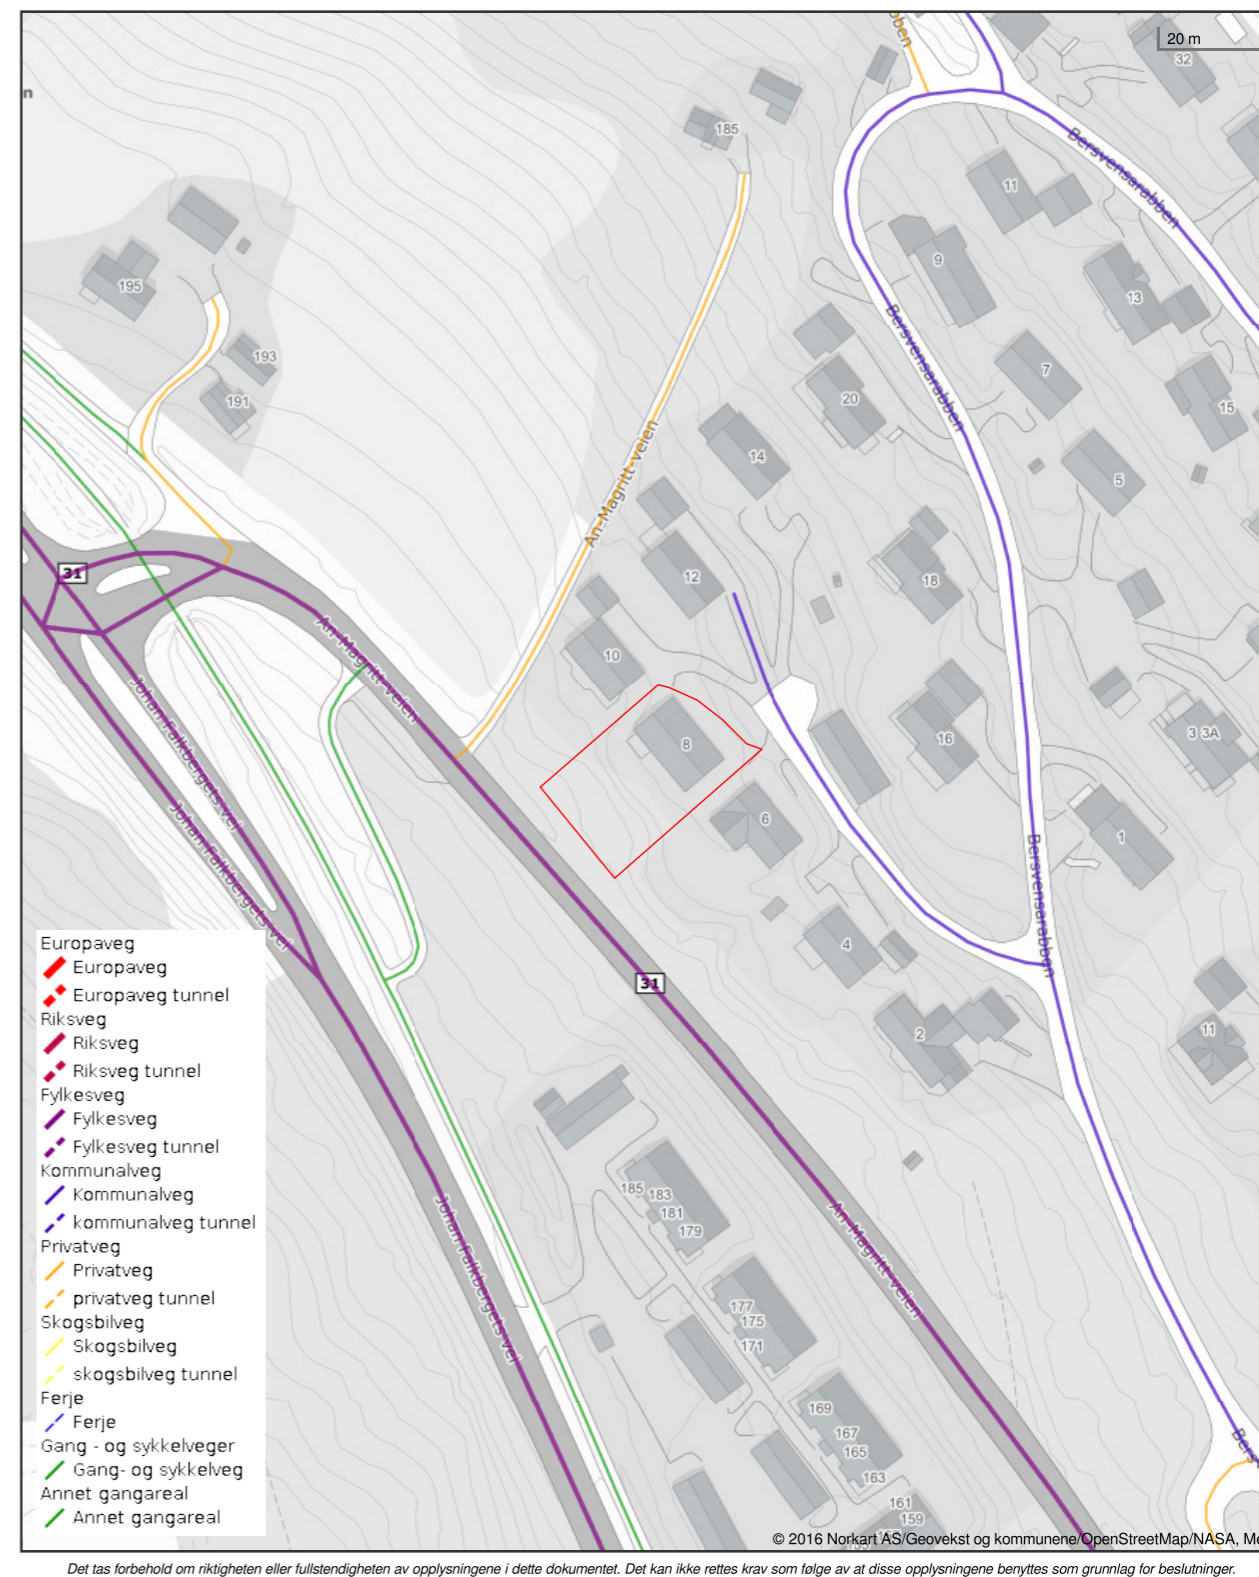 bben
20 m
32
n
185
Bersvensrabben
11
195
9
13
Bersvensrabben
193
7
191
20
15
An-Magritt-veien
14
5
31
12
18
An-Magritt-veien
10
Johan Falkbergets vei
8
16
3 3A
Johan Falkbergets vei
6
1
Bersvensrabben
4
31
2
11
Europaveg
Europaveg
Europaveg tunnel
Riksveg
Riksveg
Riksveg tunnel
Fylkesveg
Fylkesveg
Fylkesveg tunnel
Kommunalveg
Kommunalveg
kommunalveg tunnel
Privatveg
Privatveg
privatveg tunnel
Skogsbilveg
Skogsbilveg
skogsbilveg tunnel
Ferje
Ferje
Gang - og sykkelveger
Gang- og sykkelveg
Annet gangareal
Annet gangareal
185
183
181
179
Johan Falkbergets vei
An-Magritt-veien
177
175
171
169
167
165
163
161
159
Bers
© 2016 Norkart AS/Geovekst og kommunene/OpenStreetMap/NASA, Me
Det tas forbehold om riktigheten eller fullstendigheten av opplysningene i dette dokumentet. Det kan ikke rettes krav som følge av at disse opplysningene benyttes som grunnlag for beslutninger.